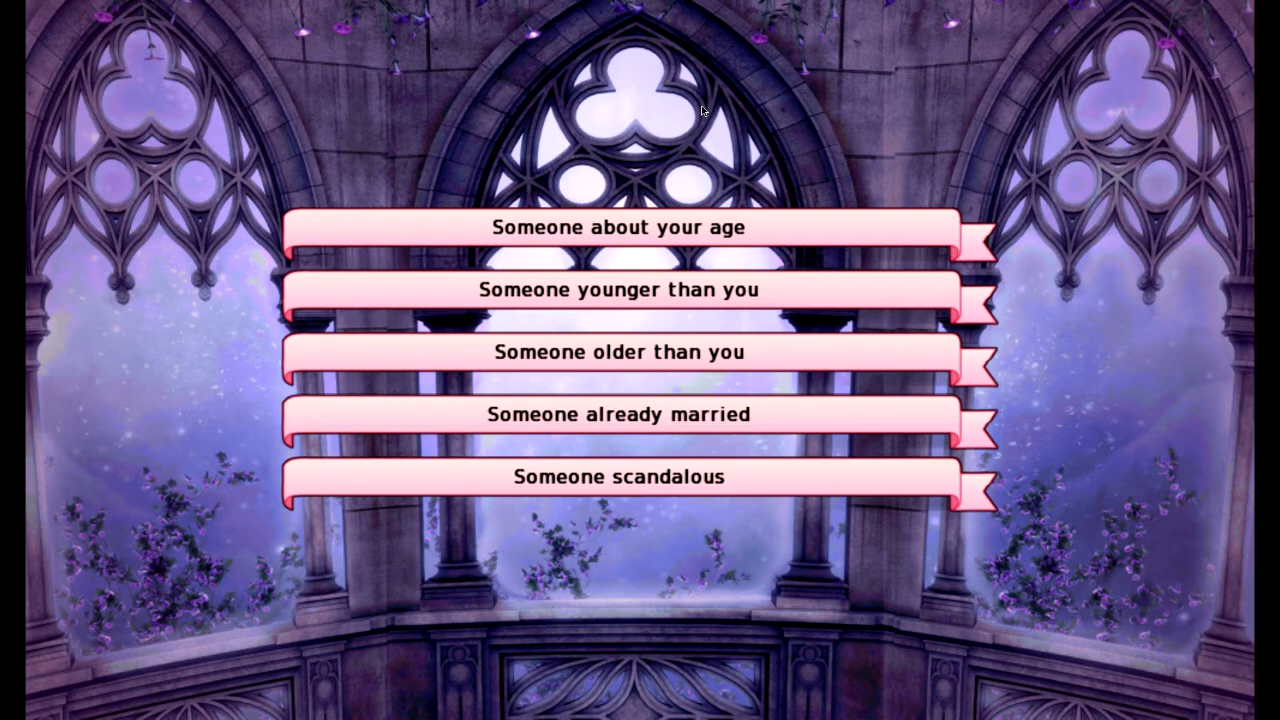 Someone about your age
Someone younger than you
Someone older than you
Someone already married
Someone scandalous